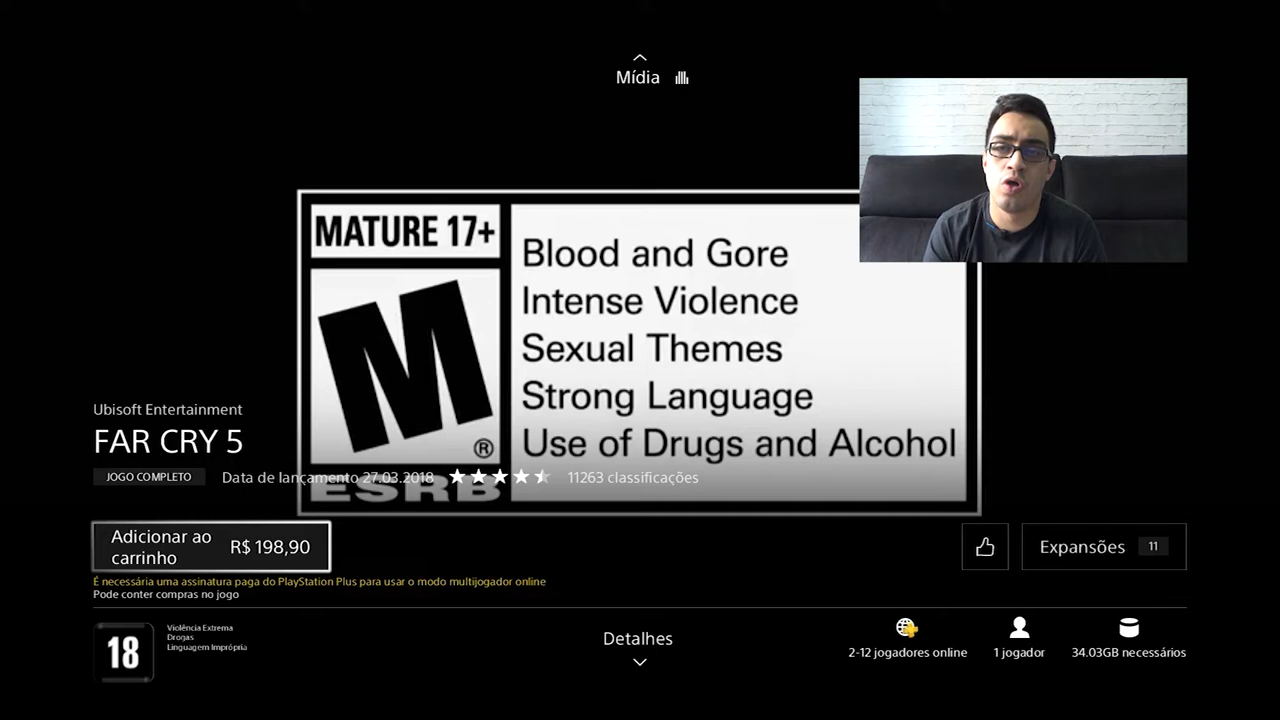 Mídia
MATURE 17+
Blood and Gore
Intense Violence
Sexual Themes
Strong Language
Use of Drugs and Alcohol
M
®
ESRB
Ubisoft Entertainment
FAR CRY 5
JOGO COMPLETO
Data de lançamento 27.03.2018
11263 classificações
Adicionar ao
carrinho
R$ 198,90
Expansões 11
É necessária uma assinatura paga do PlayStation Plus para usar o modo multijogador online
Pode conter compras no jogo
18
Violência Extrema
Drogas
Linguagem Imprópria
Detalhes
2-12 jogadores online
1 jogador
34.03GB necessários